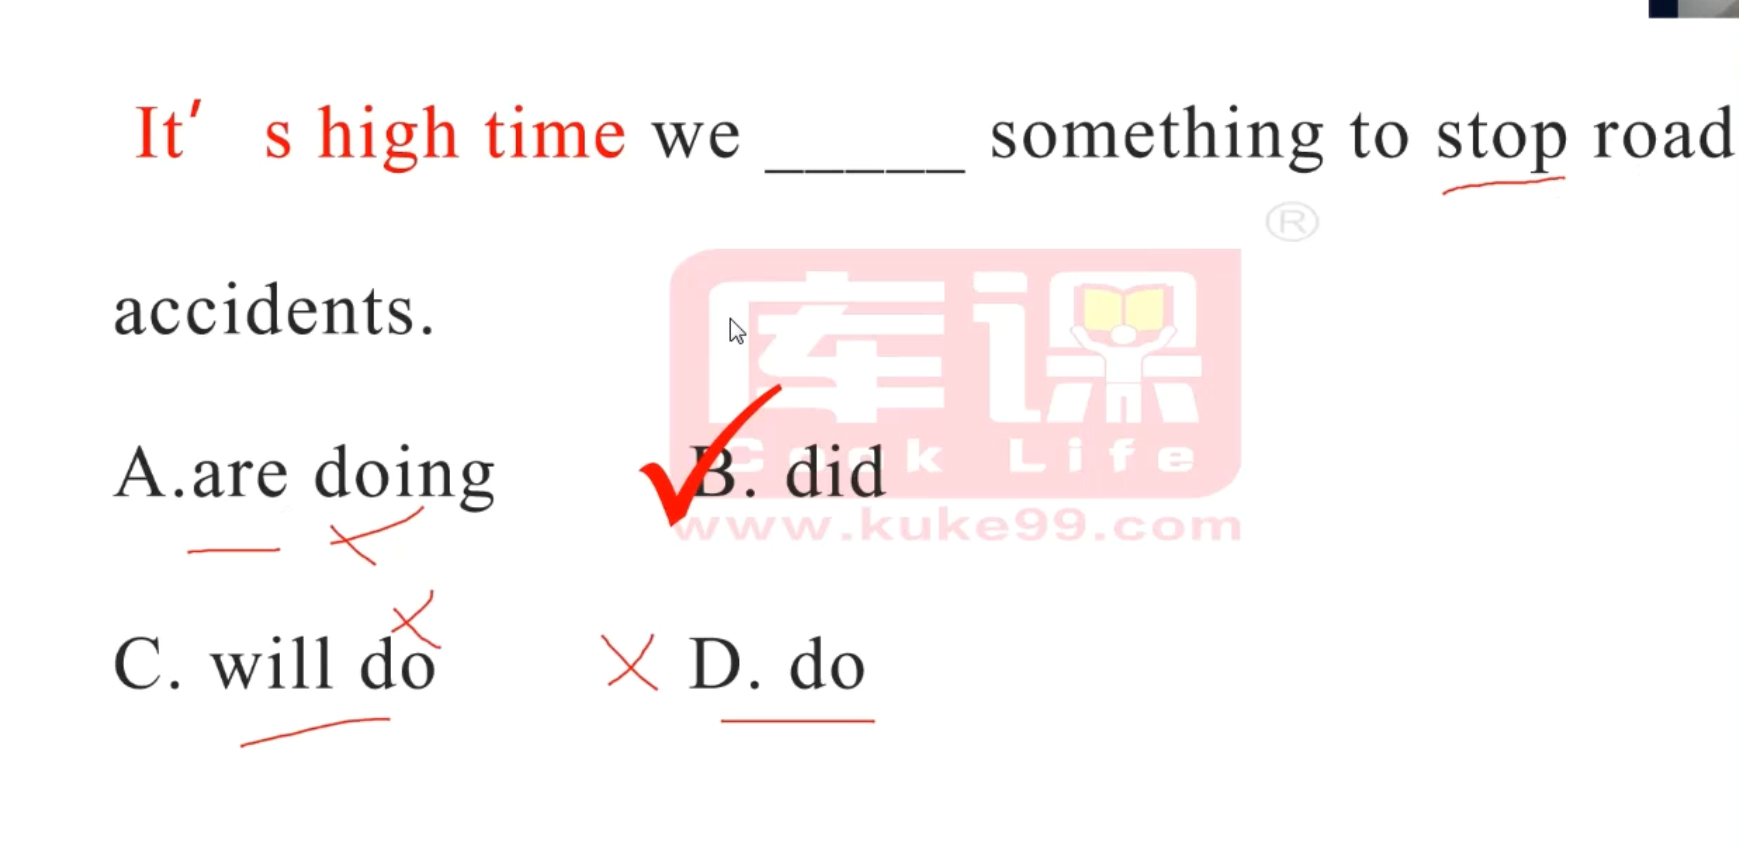 It′ s high time we _____ something to stop road
®
accidents.
库课
A.are doing B. did
Cook Life
www.kuke99.com
C. will do D. do